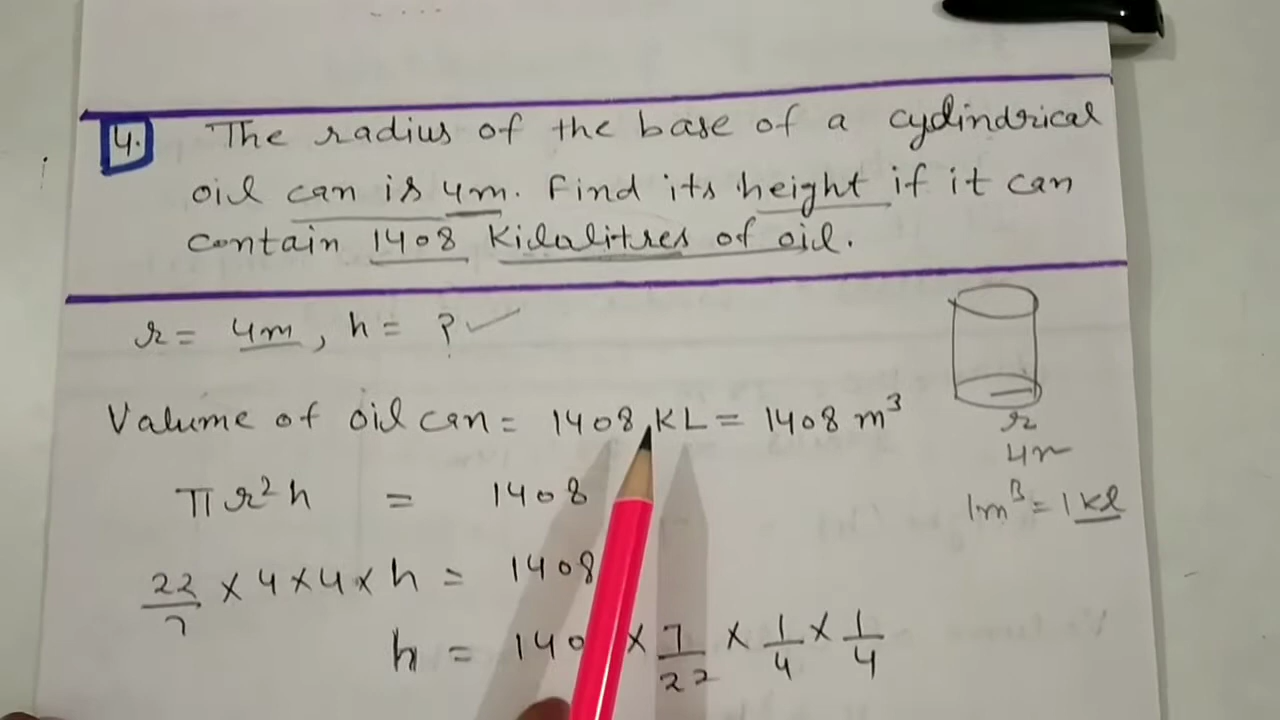 4. The radius of the base of a cylindrical
oil can is 4m. Find its height if it can
contain 1408 Kilolitres of oil.
r = 4m, h = ?
Volume of oil can = 1408 KL = 1408 m³
r
4m
πr²h = 1408
1m³ = 1 kl
22/7 × 4 × 4 × h = 1408
h = 140 × 7/22 × 1/4 × 1/4